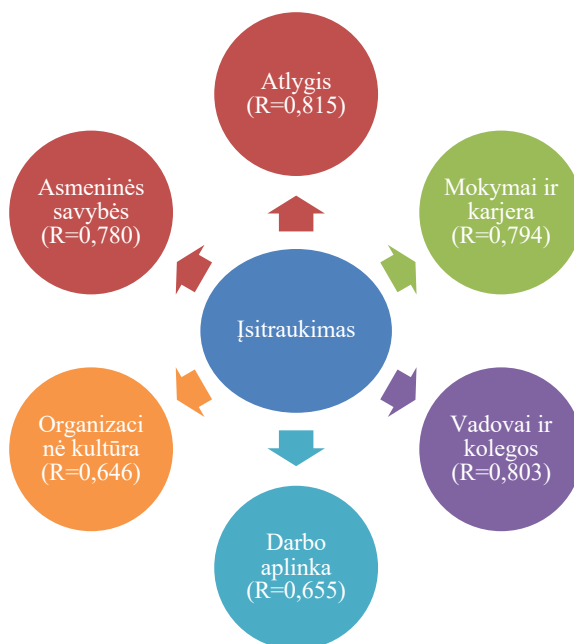 Atlygis
(R=0,815)
Asmeninės
savybės
(R=0,780)
Mokymai ir
karjera
(R=0,794)
Įsitraukimas
Organizaci
nė kultūra
(R=0,646)
Vadovai ir
kolegos
(R=0,803)
Darbo
aplinka
(R=0,655)